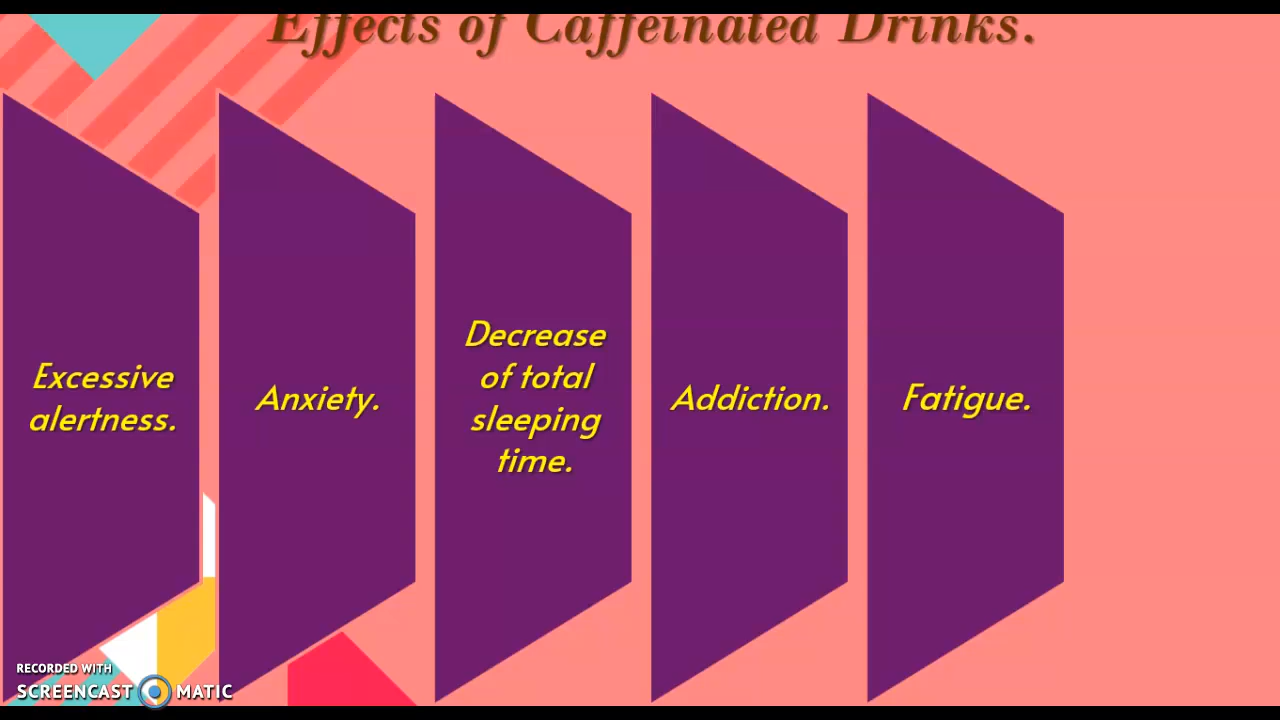 Effects of Caffeinated Drinks.
Excessive
alertness.
Anxiety.
Decrease
of total
sleeping
time.
Addiction.
Fatigue.
RECORDED WITH
SCREENCAST MATIC